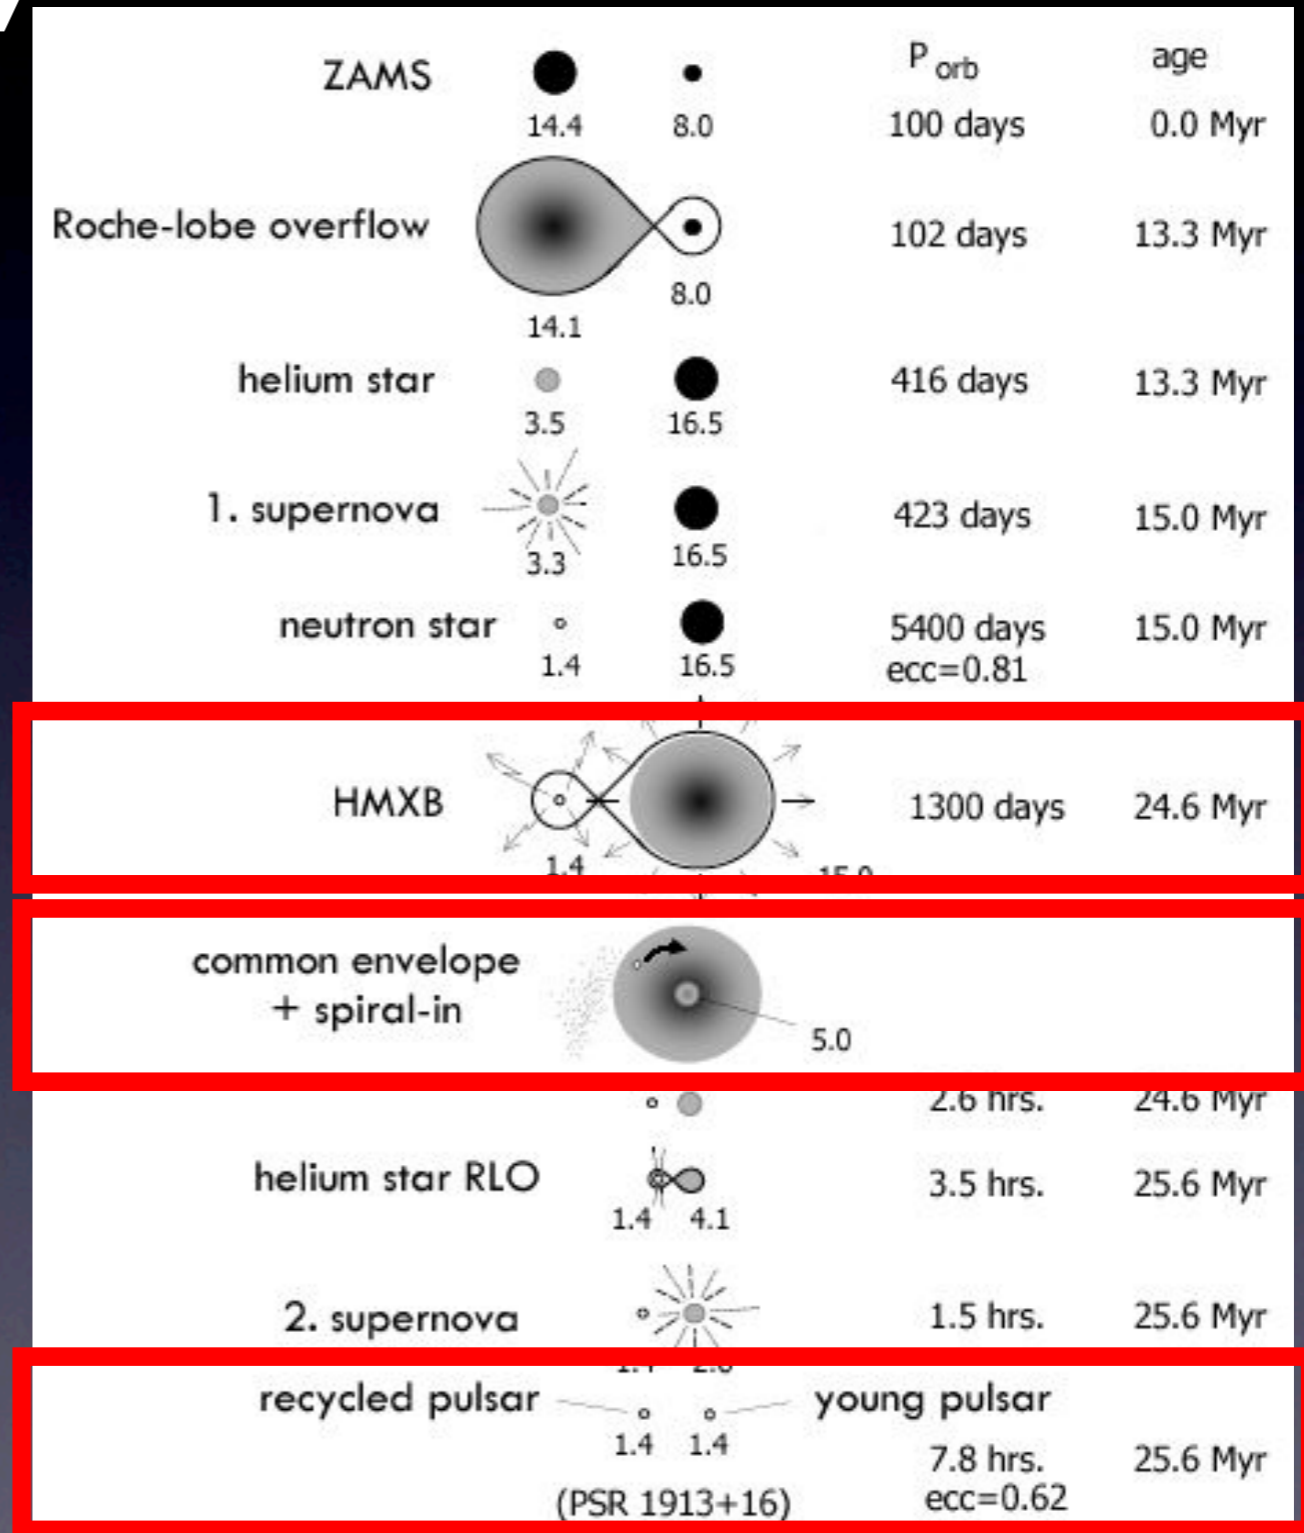 P orb age
ZAMS
14.4 8.0 100 days 0.0 Myr
Roche-lobe overflow 102 days 13.3 Myr
8.0
14.1
helium star 416 days 13.3 Myr
3.5 16.5
1. supernova 423 days 15.0 Myr
3.3 16.5
neutron star 5400 days 15.0 Myr
1.4 16.5 ecc=0.81
HMXB 1300 days 24.6 Myr
1.4
common envelope
+ spiral-in
5.0
2.6 hrs. 24.6 Myr
helium star RLO 3.5 hrs. 25.6 Myr
1.4 4.1
2. supernova 1.5 hrs. 25.6 Myr
recycled pulsar young pulsar
1.4 1.4
7.8 hrs. 25.6 Myr
(PSR 1913+16) ecc=0.62